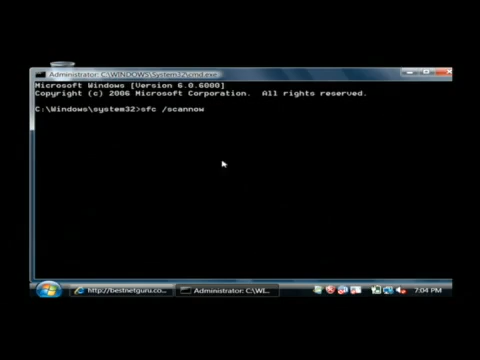 Administrator: C:\WINDOWS\System32\cmd.exe
Microsoft Windows [Version 6.0.6000]
Copyright (c) 2006 Microsoft Corporation.  All rights reserved.
C:\Windows\system32>sfc /scannow
http://bestnetguru.co...
Administrator: C:\WI...
7:04 PM